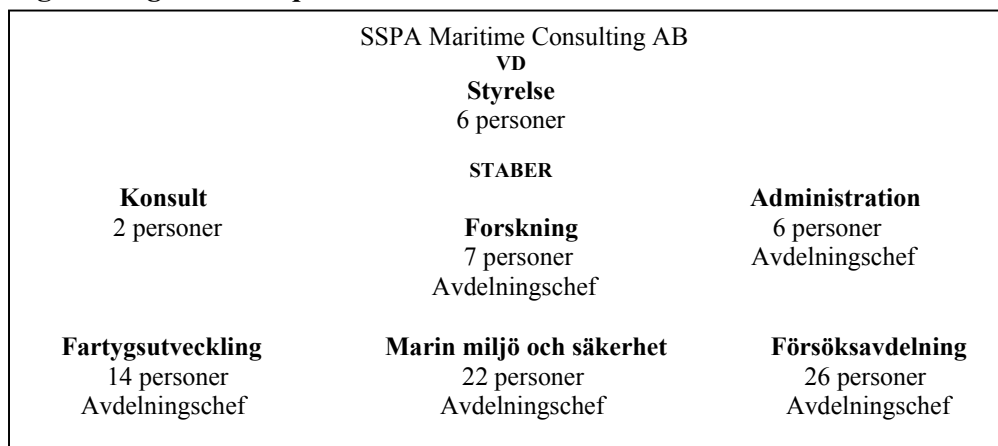 SSPA Maritime Consulting AB
VD
Styrelse
6 personer
STABER
Konsult
2 personer
Forskning
7 personer
Avdelningschef
Administration
6 personer
Avdelningschef
Fartygsutveckling
14 personer
Avdelningschef
Marin miljö och säkerhet
22 personer
Avdelningschef
Försöksavdelning
26 personer
Avdelningschef